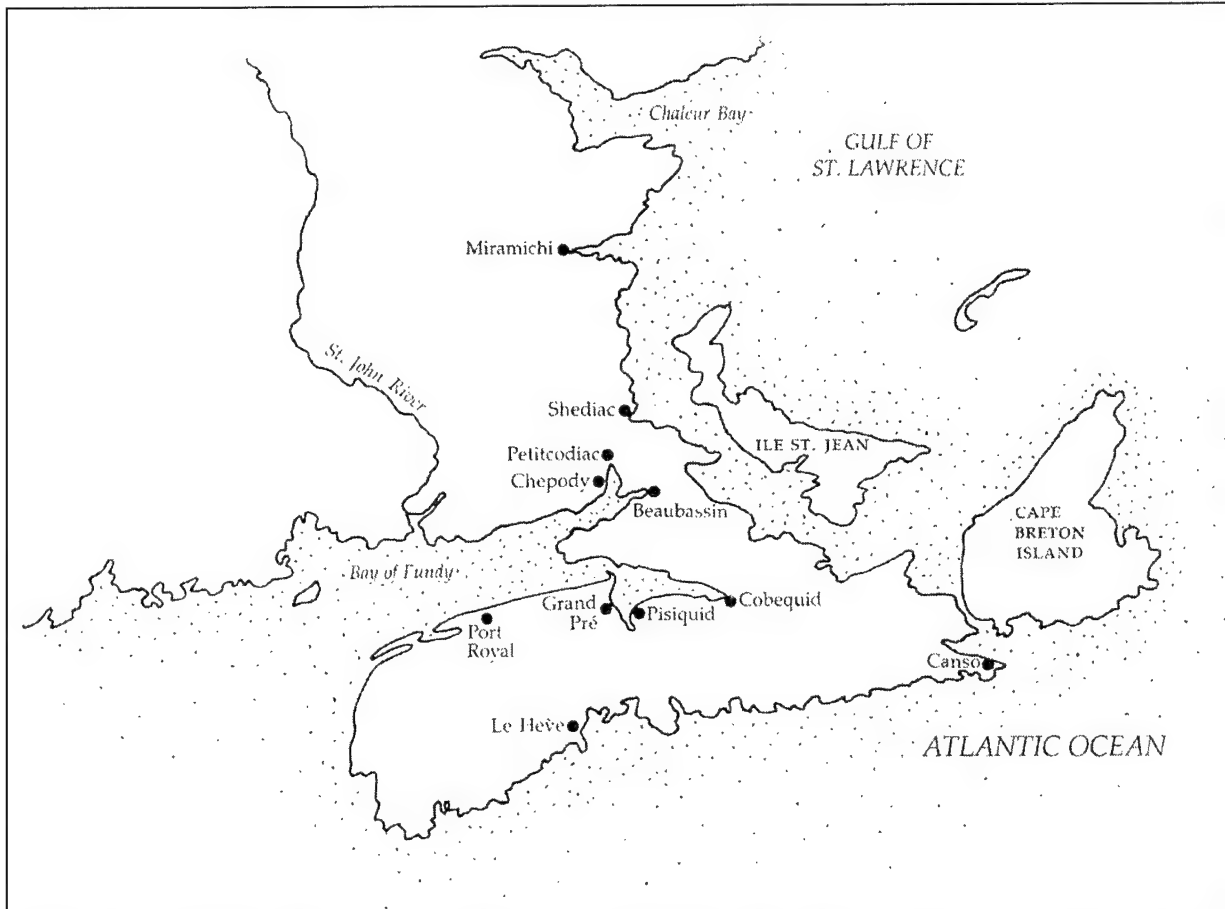 Chaleur Bay
GULF OF
ST. LAWRENCE
Miramichi
St. John River
Shediac
ILE ST. JEAN
Petitcodiac
Chepody
Beaubassin
CAPE
BRETON
ISLAND
Bay of Fundy
Grand
Pré
Pisiquid
Cobequid
Port
Royal
Canso
Le Heve
ATLANTIC OCEAN